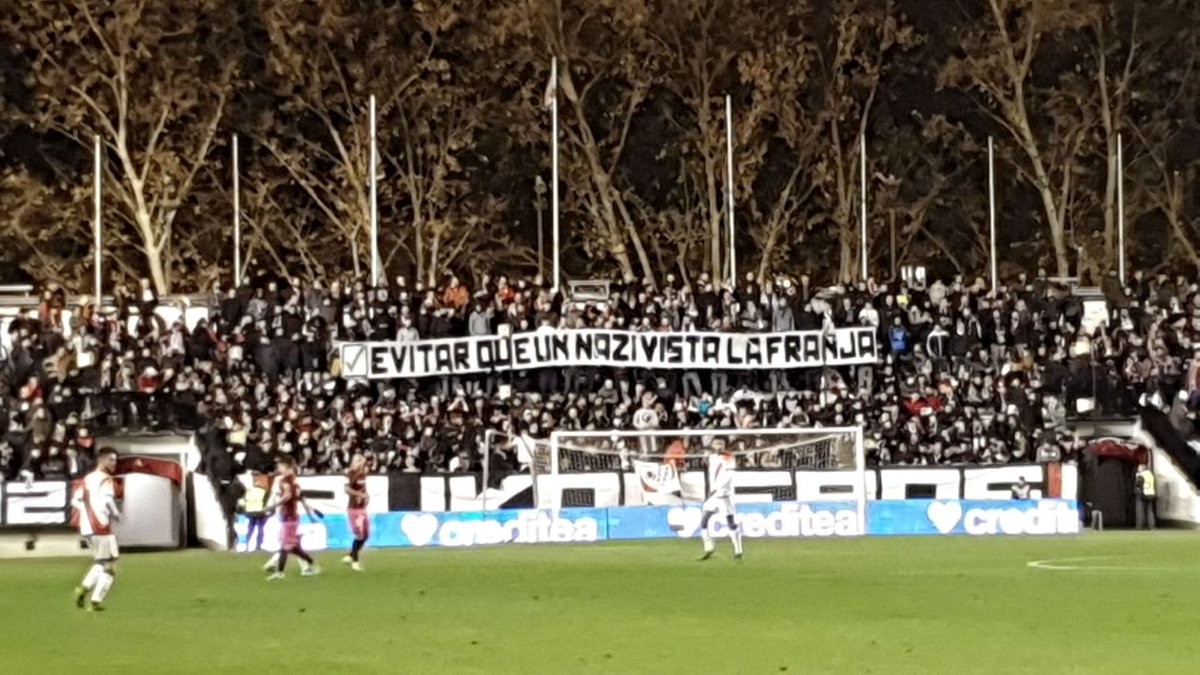 EVITAR QUE UN NAZI VISTA LA FRANJA
creditea
creditea
credit